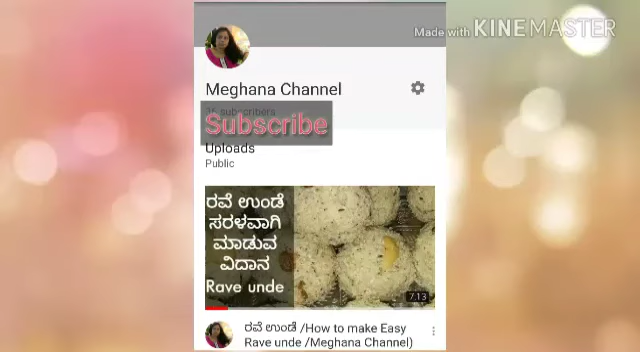 Made with KINEMASTER
Meghana Channel
subscribers
Subscribe
Uploads
Public
ರವೆ ಉಂಡೆ
ಸರಳವಾಗಿ
ಮಾಡುವ
ವಿಧಾನ
Rave unde
7:13
ರವೆ ಉಂಡೆ /How to make Easy
Rave unde /Meghana Channel)